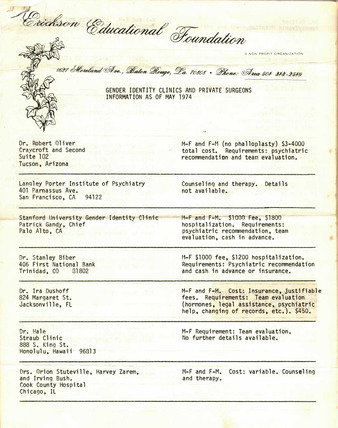 Erickson Educational Foundation
A NON-PROFIT ORGANIZATION
1627 Moreland Ave., Baton Rouge, La. 70808 • Phone: Area 504
GENDER IDENTITY CLINICS AND PRIVATE SURGEONS
INFORMATION AS OF MAY 1974
Dr. Robert Oliver
Craycroft and Second
Suite 102
Tucson, Arizona
M-F and F-M (no phalloplasty) $3-4000
total cost. Requirements: psychiatric
recommendation and team evaluation.
Langley Porter Institute of Psychiatry
401 Parnassus Ave.
San Francisco, CA 94122
Counseling and therapy. Details
not available.
Stanford University Gender Identity Clinic
Patrick Gandy, Chief
Palo Alto, CA
M-F and F-M. $1000 Fee, $1800
hospitalization. Requirements:
psychiatric recommendation, team
evaluation, cash in advance.
Dr. Stanley Biber
406 First National Bank
Trinidad, CO 81802
M-F $1000 fee, $1200 hospitalization.
Requirements: Psychiatric recommendation
and cash in advance or insurance.
Dr. Ira Dushoff
824 Margaret St.
Jacksonville, FL
M-F and F-M. Cost: Insurance, justifiable
fees. Requirements: Team evaluation
(hormones, legal assistance, psychiatric
help, changing of records, etc.). $450.
Dr. Hale
Straub Clinic
888 S. King St.
Honolulu, Hawaii 96813
M-F Requirement: Team evaluation.
No further details available.
Drs. Orion Stuteville, Harvey Zarem,
and Irving Bush,
Cook County Hospital
Chicago, IL
M-F and F-M. Cost: variable. Counseling
and therapy.